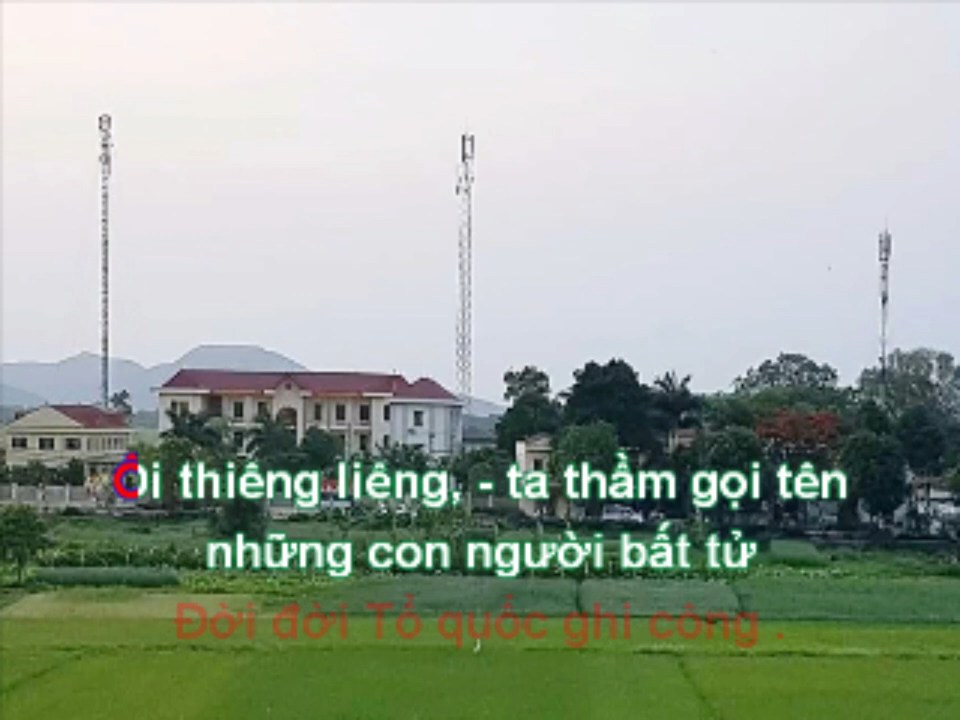 Ôi thiêng liêng, - ta thầm gọi tên
những con người bất tử
Đời đời Tổ quốc ghi công .